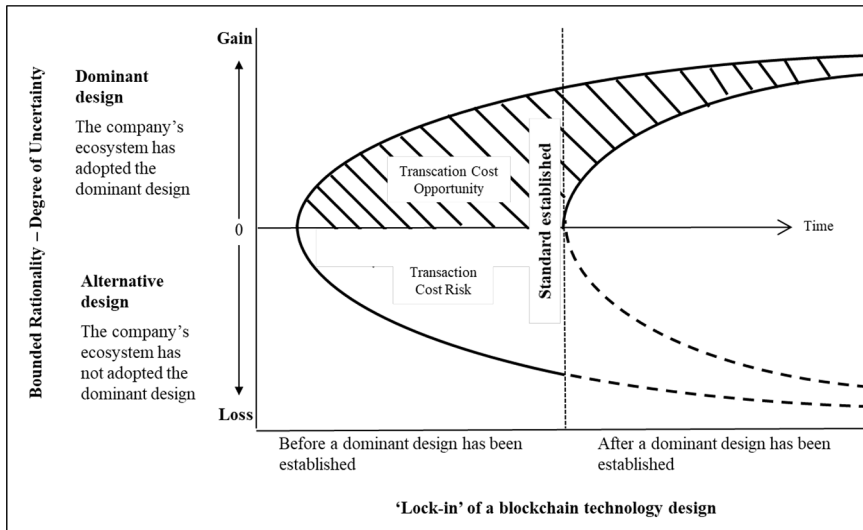 Gain
Dominant
design
The company's
ecosystem has
adopted the
dominant design
Bounded Rationality – Degree of Uncertainty
0
Alternative
design
The company's
ecosystem has
not adopted the
dominant design
Loss
Transcation Cost
Opportunity
Transaction
Cost Risk
Standard established
Time
Before a dominant design has been
established
After a dominant design has been
established
'Lock-in' of a blockchain technology design